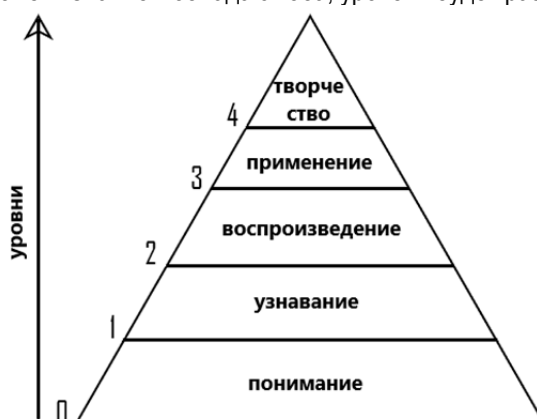 творче
ство
4
применение
3
воспроизведение
2
узнавание
1
понимание
0
уровни